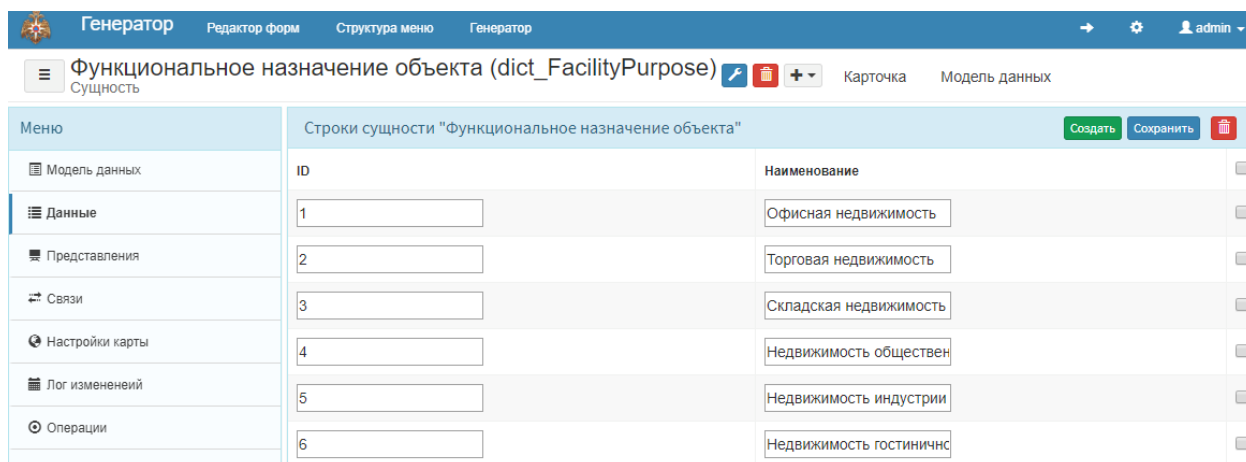 Генератор Редактор форм Структура меню Генератор admin
Функциональное назначение объекта (dict_FacilityPurpose) Карточка Модель данных
Сущность
Меню
Модель данных
Данные
Представления
Связи
Настройки карты
Лог измененеий
Операции
Строки сущности "Функциональное назначение объекта" Создать Сохранить
ID Наименование
1 Офисная недвижимость
2 Торговая недвижимость
3 Складская недвижимость
4 Недвижимость обществен
5 Недвижимость индустрии
6 Недвижимость гостинично